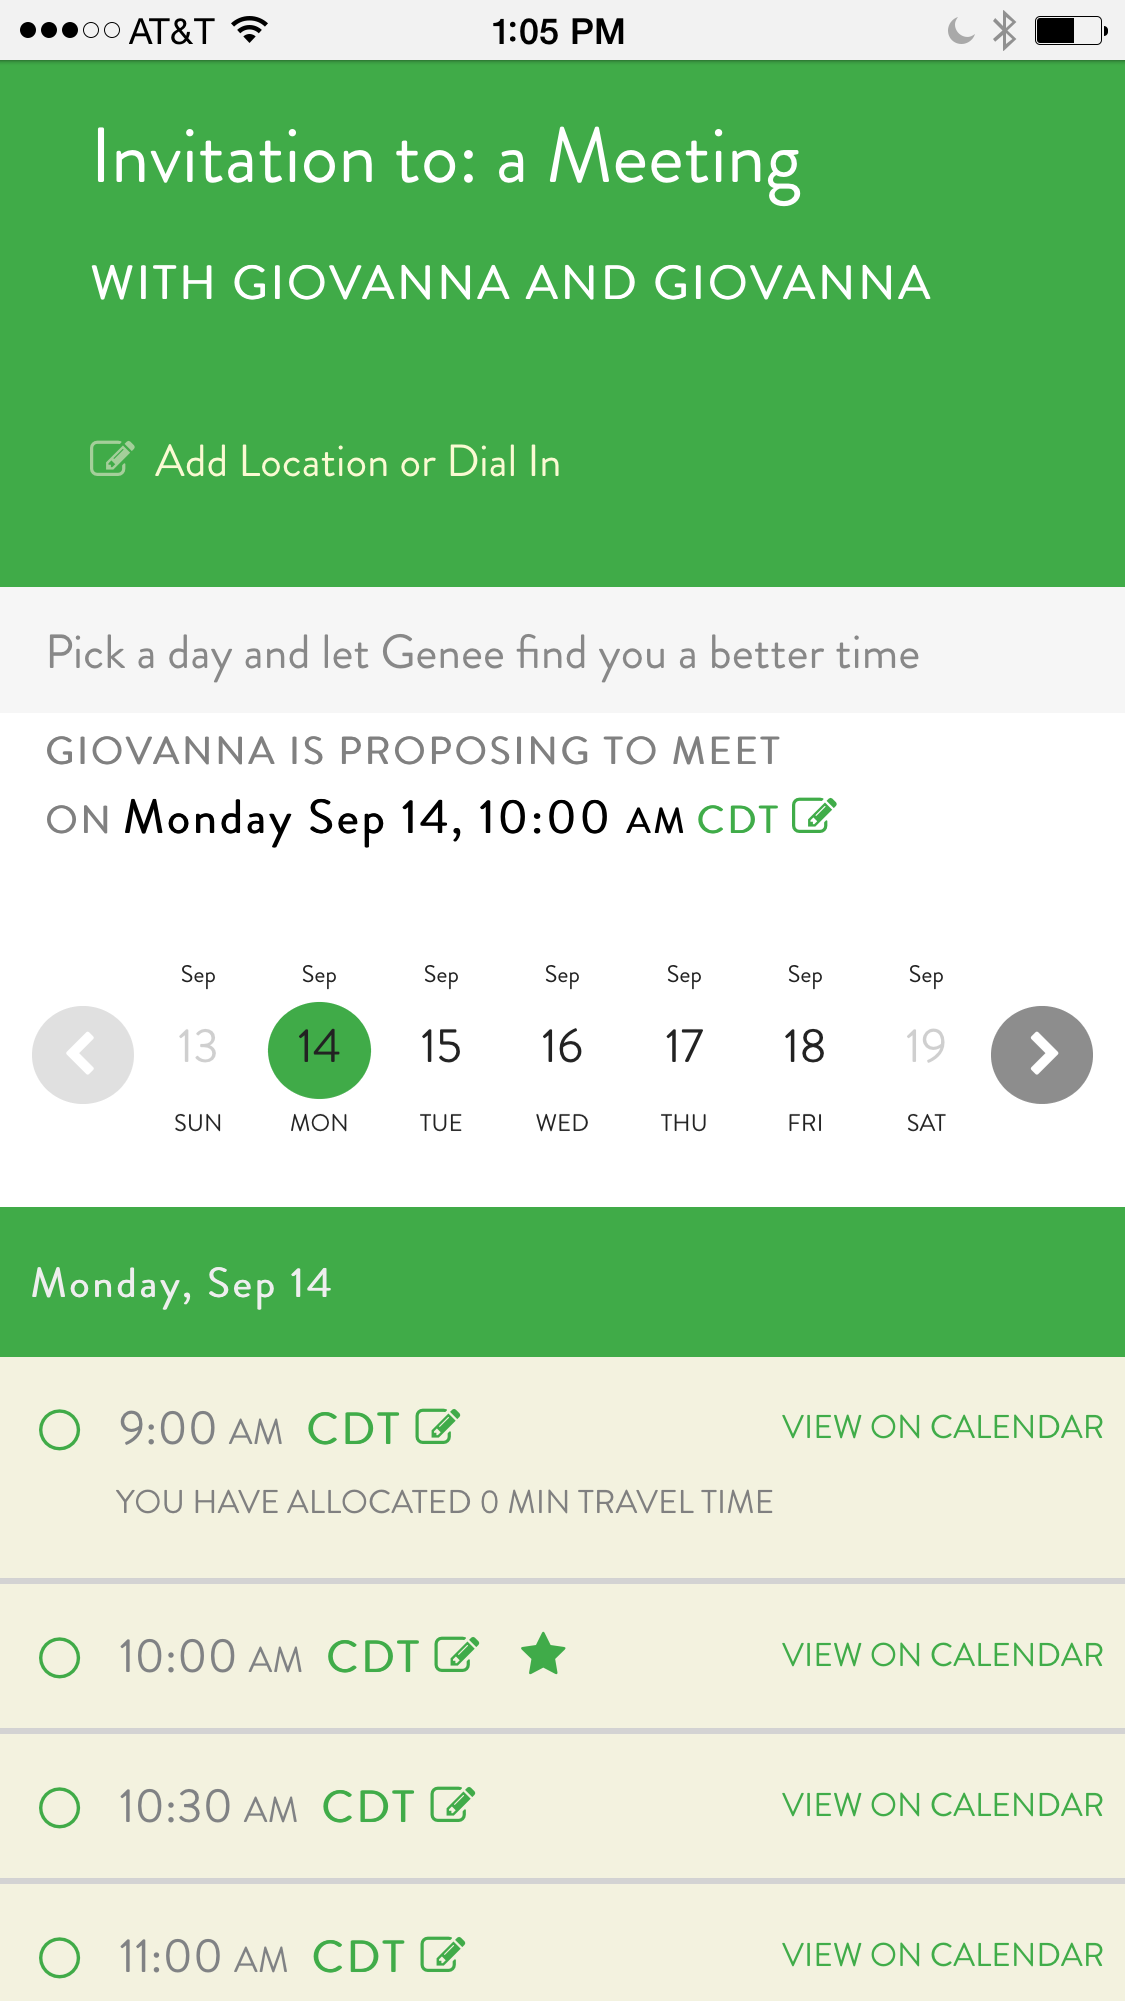 AT&T 1:05 PM
Invitation to: a Meeting
WITH GIOVANNA AND GIOVANNA
Add Location or Dial In
Pick a day and let Genee find you a better time
GIOVANNA IS PROPOSING TO MEET
ON Monday Sep 14, 10:00 AM CDT
Sep Sep Sep Sep Sep Sep Sep
13 14 15 16 17 18 19
SUN MON TUE WED THU FRI SAT
Monday, Sep 14
9:00 AM CDT VIEW ON CALENDAR
YOU HAVE ALLOCATED 0 MIN TRAVEL TIME
10:00 AM CDT VIEW ON CALENDAR
10:30 AM CDT VIEW ON CALENDAR
11:00 AM CDT VIEW ON CALENDAR